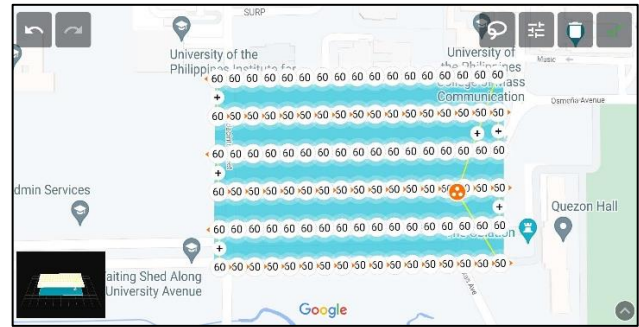 SURP
University of the
Philippines Institute for
University of
the Philippines
College of Mass
Communication
Music
Osmeña Avenue
60 60 60 60 60 60 60 60 60 60 60 60 60 60
+
60 50 50 50 50 50 50 50 50 50 50 50 50 50
+ +
60 60 60 60 60 60 60 60 60 60 60 60 60 60
+
60 50 50 50 50 50 50 50 50 50 50 50 50
dmin Services
+
Quezon Hall
60 60 60 60 60 60 60 60 60 60 60 60 60 60
+
60 50 50 50 50 50 50 50 50 50 50 50 50 50
aiting Shed Along
University Avenue
Google